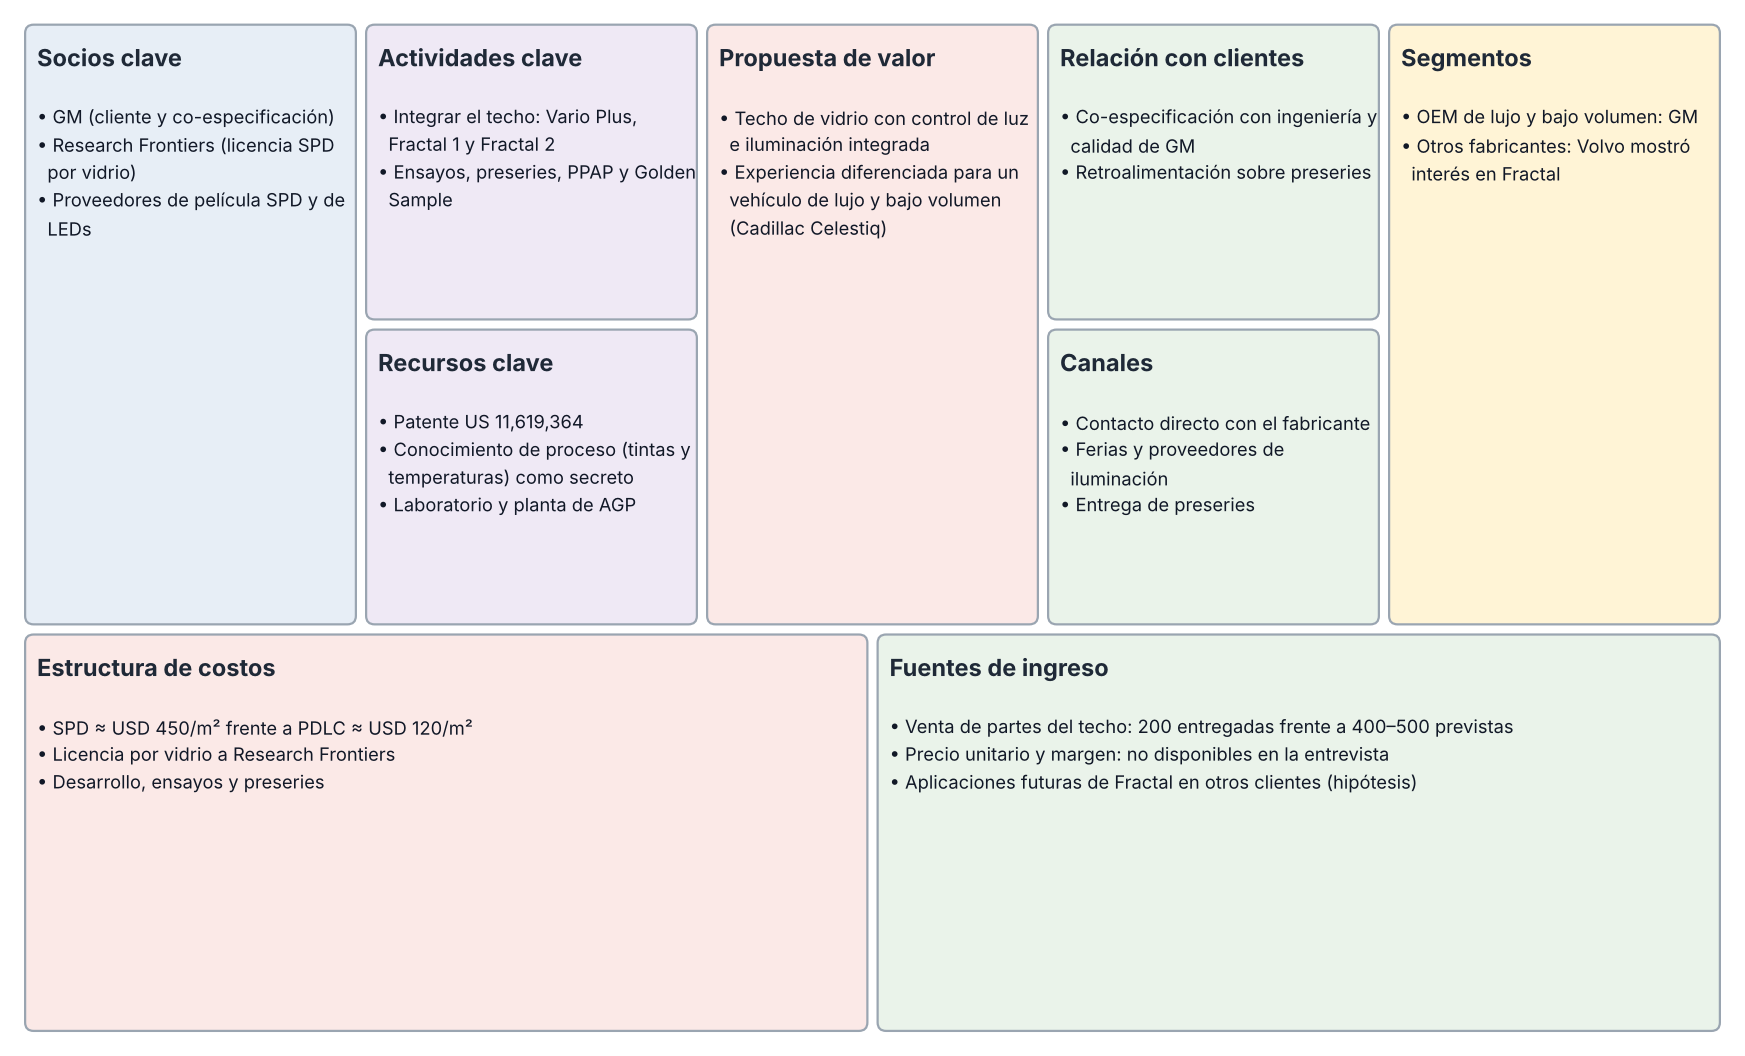 Socios clave
• GM (cliente y co-especificación)
• Research Frontiers (licencia SPD
por vidrio)
• Proveedores de película SPD y de
LEDs
Actividades clave
• Integrar el techo: Vario Plus,
Fractal 1 y Fractal 2
• Ensayos, preseries, PPAP y Golden
Sample
Recursos clave
• Patente US 11,619,364
• Conocimiento de proceso (tintas y
temperaturas) como secreto
• Laboratorio y planta de AGP
Propuesta de valor
• Techo de vidrio con control de luz
e iluminación integrada
• Experiencia diferenciada para un
vehículo de lujo y bajo volumen
(Cadillac Celestiq)
Relación con clientes
• Co-especificación con ingeniería y
calidad de GM
• Retroalimentación sobre preseries
Canales
• Contacto directo con el fabricante
• Ferias y proveedores de
iluminación
• Entrega de preseries
Segmentos
• OEM de lujo y bajo volumen: GM
• Otros fabricantes: Volvo mostró
interés en Fractal
Estructura de costos
• SPD ≈ USD 450/m² frente a PDLC ≈ USD 120/m²
• Licencia por vidrio a Research Frontiers
• Desarrollo, ensayos y preseries
Fuentes de ingreso
• Venta de partes del techo: 200 entregadas frente a 400–500 previstas
• Precio unitario y margen: no disponibles en la entrevista
• Aplicaciones futuras de Fractal en otros clientes (hipótesis)